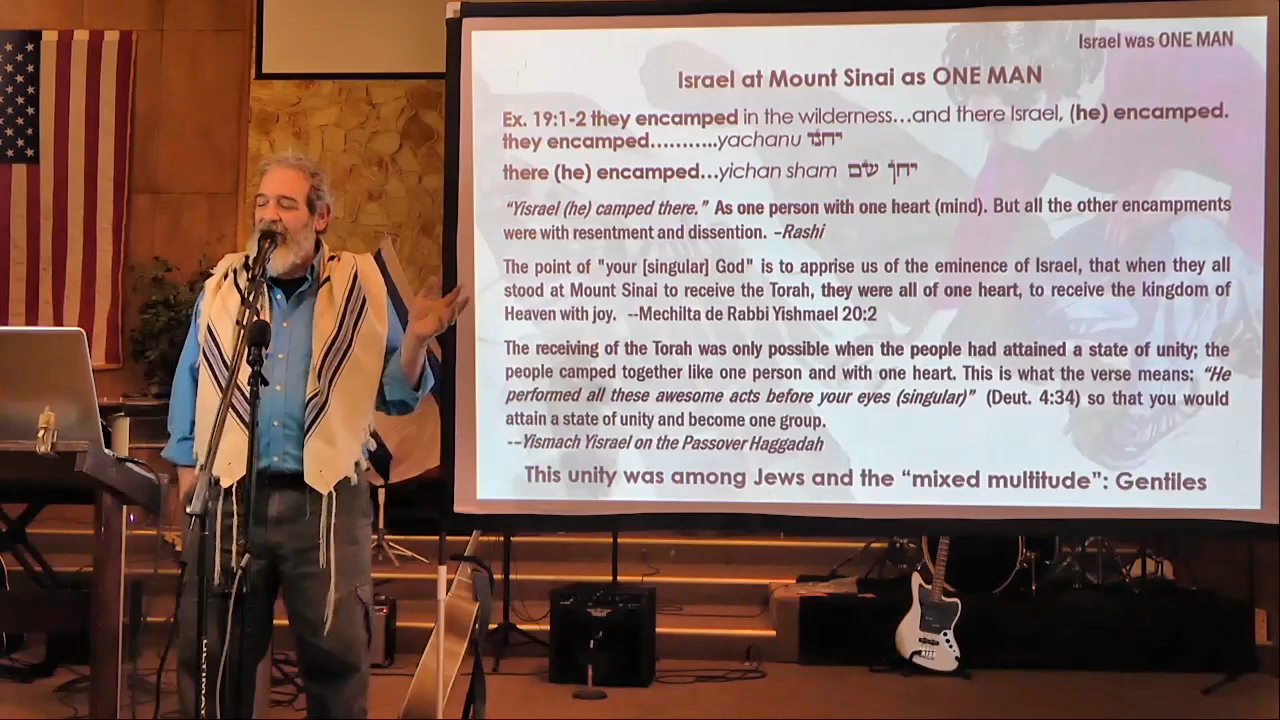 Israel was ONE MAN
Israel at Mount Sinai as ONE MAN
Ex. 19:1-2 they encamped in the wilderness…and there Israel, (he) encamped.
they encamped………..yachanu יחנו
there (he) encamped…yichan sham יחן שם
“Yisrael (he) camped there.” As one person with one heart (mind). But all the other encampments
were with resentment and dissention. –Rashi
The point of "your [singular] God" is to apprise us of the eminence of Israel, that when they all
stood at Mount Sinai to receive the Torah, they were all of one heart, to receive the kingdom of
Heaven with joy. --Mechilta de Rabbi Yishmael 20:2
The receiving of the Torah was only possible when the people had attained a state of unity; the
people camped together like one person and with one heart. This is what the verse means: “He
performed all these awesome acts before your eyes (singular)” (Deut. 4:34) so that you would
attain a state of unity and become one group.
--Yismach Yisrael on the Passover Haggadah
This unity was among Jews and the “mixed multitude”: Gentiles